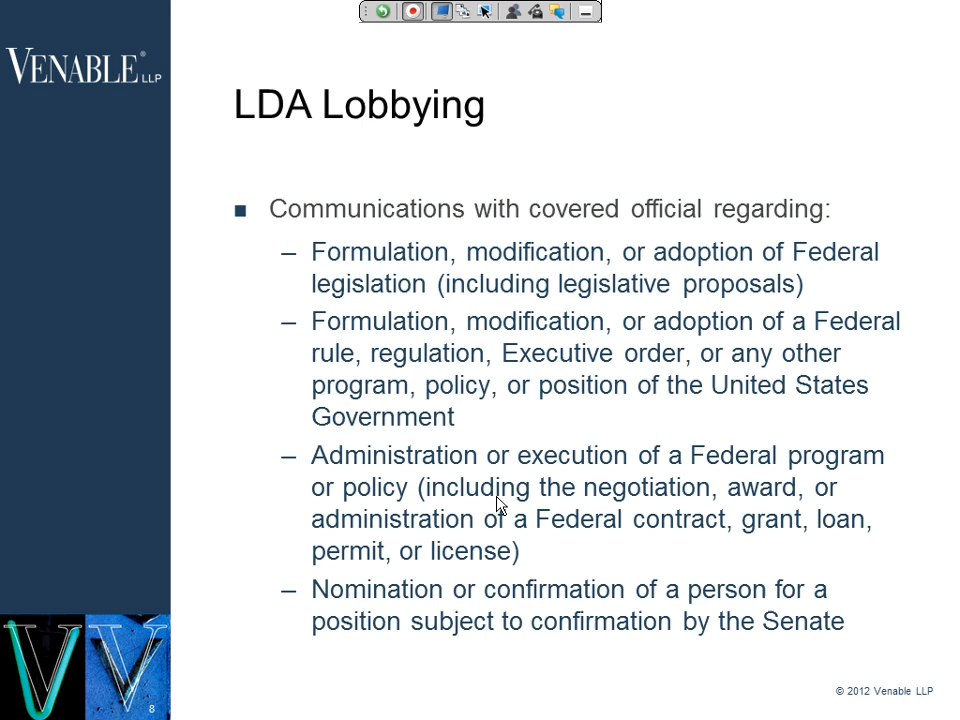 VENABLE® LLP
LDA Lobbying
■ Communications with covered official regarding:
– Formulation, modification, or adoption of Federal
legislation (including legislative proposals)
– Formulation, modification, or adoption of a Federal
rule, regulation, Executive order, or any other
program, policy, or position of the United States
Government
– Administration or execution of a Federal program
or policy (including the negotiation, award, or
administration of a Federal contract, grant, loan,
permit, or license)
– Nomination or confirmation of a person for a
position subject to confirmation by the Senate
8
© 2012 Venable LLP